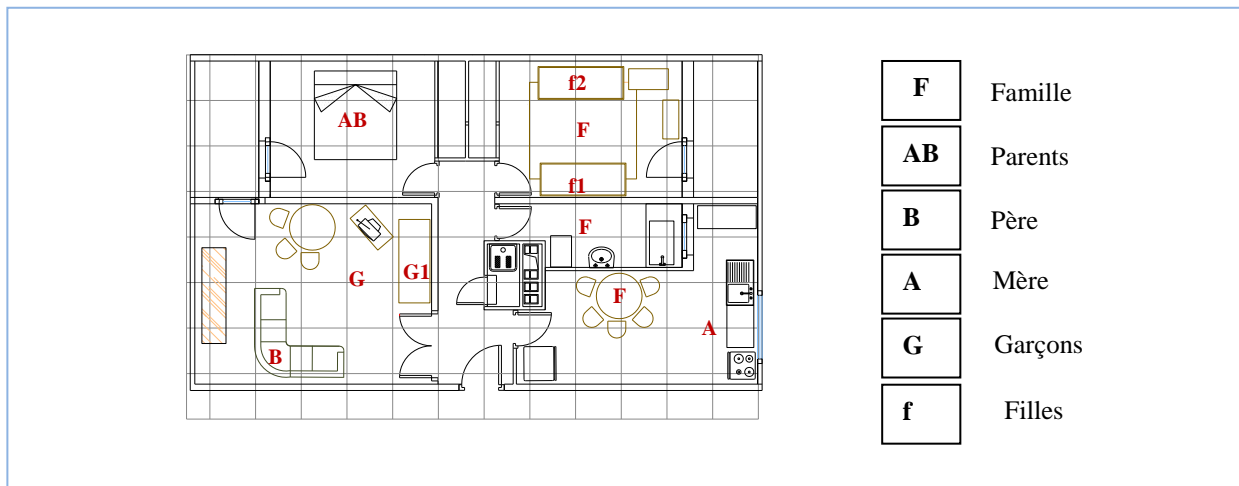 f2
AB
F
f1
F
G
G1
F
A
B
F Famille
AB Parents
B Père
A Mère
G Garçons
f Filles